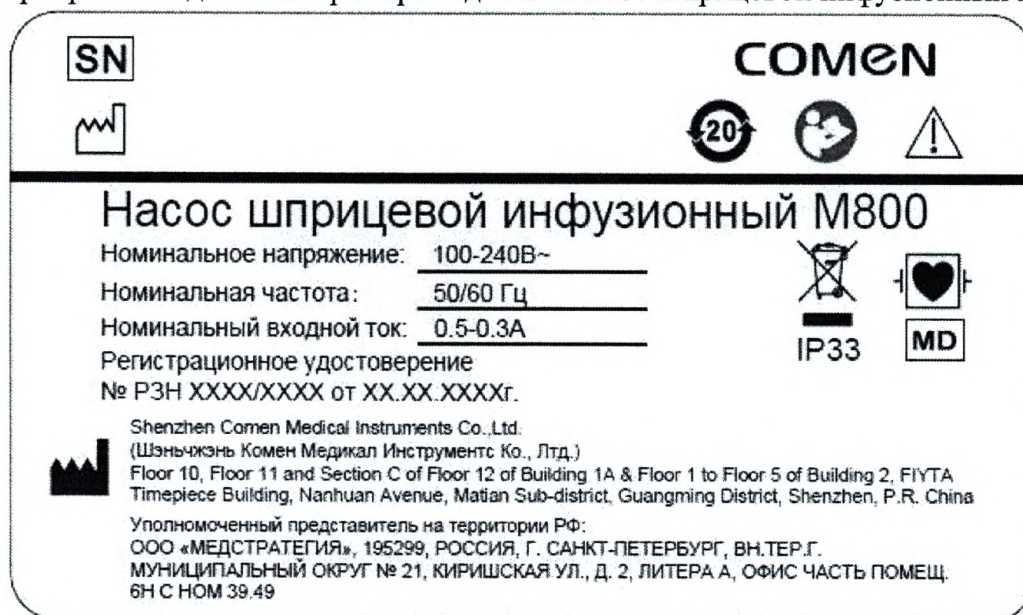 SN
COMEN
20
Насос шприцевой инфузионный М800
Номинальное напряжение: 100-240В~
Номинальная частота: 50/60 Гц
Номинальный входной ток: 0.5-0.3А
IP33
MD
Регистрационное удостоверение
№ РЗН XXXX/XXXX от XX.XX.XXXXг.
Shenzhen Comen Medical Instruments Co.,Ltd.
(Шэньчжэнь Комен Медикал Инструментс Ко., Лтд.)
Floor 10, Floor 11 and Section C of Floor 12 of Building 1A & Floor 1 to Floor 5 of Building 2, FIYTA
Timepiece Building, Nanhuan Avenue, Matian Sub-district, Guangming District, Shenzhen, P.R. China
Уполномоченный представитель на территории РФ:
ООО «МЕДСТРАТЕГИЯ», 195299, РОССИЯ, Г. САНКТ-ПЕТЕРБУРГ, ВН.ТЕР.Г.
МУНИЦИПАЛЬНЫЙ ОКРУГ № 21, КИРИШСКАЯ УЛ., Д. 2, ЛИТЕРА А, ОФИС ЧАСТЬ ПОМЕЩ.
6Н С НОМ 39.49